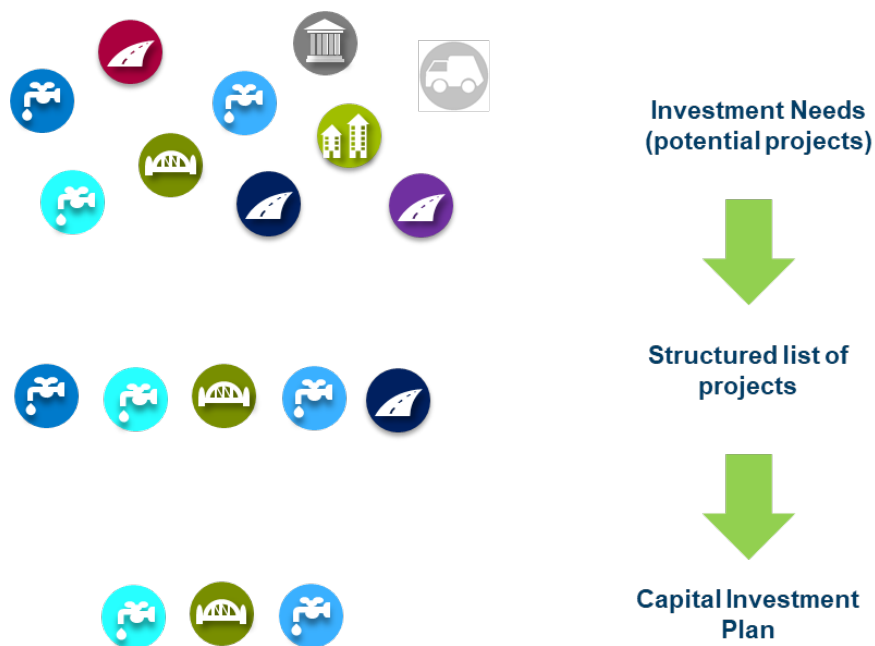 Investment Needs
(potential projects)
Structured list of
projects
Capital Investment
Plan